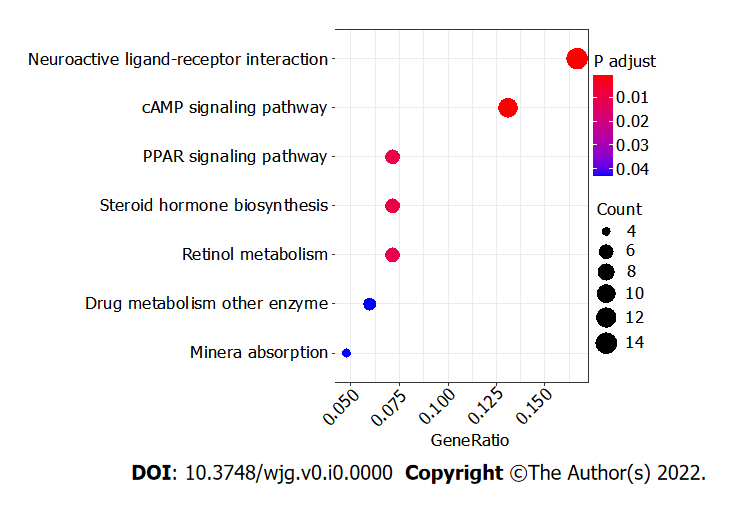 Neuroactive ligand-receptor interaction
cAMP signaling pathway
PPAR signaling pathway
Steroid hormone biosynthesis
Retinol metabolism
Drug metabolism other enzyme
Minera absorption
0.050
0.075
0.100
0.125
0.150
GeneRatio
P adjust
0.01
0.02
0.03
0.04
Count
4
6
8
10
12
14
DOI: 10.3748/wjg.v0.i0.0000 Copyright ©The Author(s) 2022.